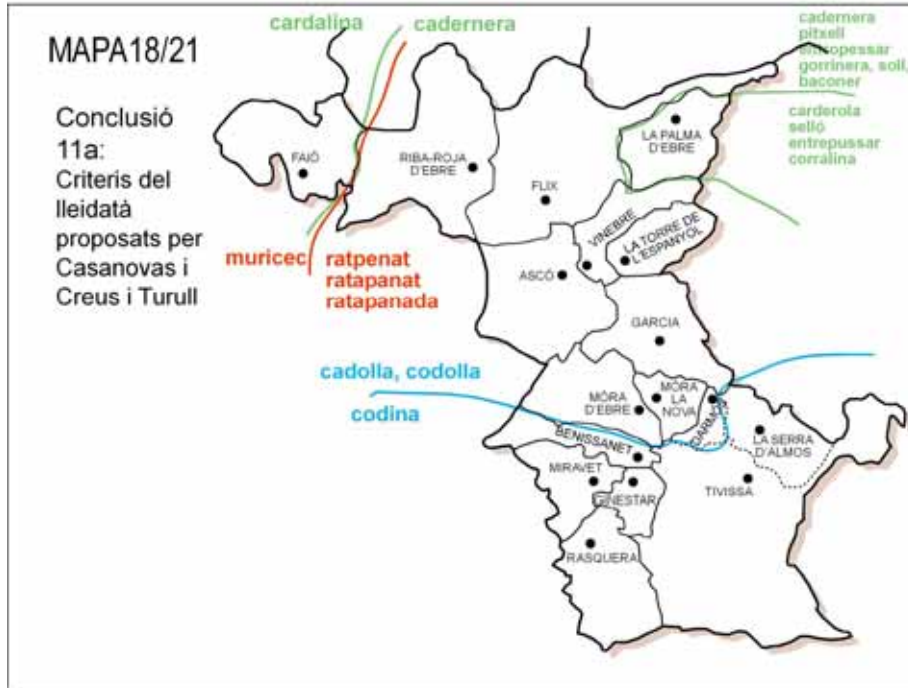 MAPA18/21
Conclusió
11a:
Criteris del
lleidatà
proposats per
Casanovas i
Creus i Turull
cardalina
cadernera
cadernera
pitxell
entropessar
gorrinera, soll,
baconer
carderola
selló
entrepussar
corralina
LA PALMA
D'EBRE
FAIÓ
RIBA-ROJA
D'EBRE
FLIX
VINEBRE
LA TORRE DE
L'ESPANYOL
muricec
ratpenat
ratapanat
ratapanada
ASCÓ
GARCIA
cadolla, codolla
codina
MÓRA
D'EBRE
MÓRA
LA
NOVA
DARMÓS
LA SERRA
D'ALMOS
BENISSANET
MIRAVET
GINESTAR
TIVISSA
RASQUERA